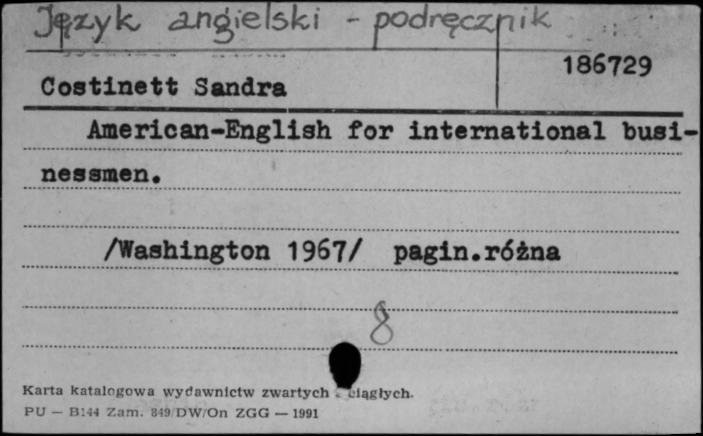 Język angielski - podręcznik
186729
Costinett Sandra
American-English for international busi-
nessmen.
/Washington 1967/ pagin.różna
8
Karta katalogowa wydawnictw zwartych i ciągłych.
PU — B144 Zam. 849/DW/On ZGG — 1991